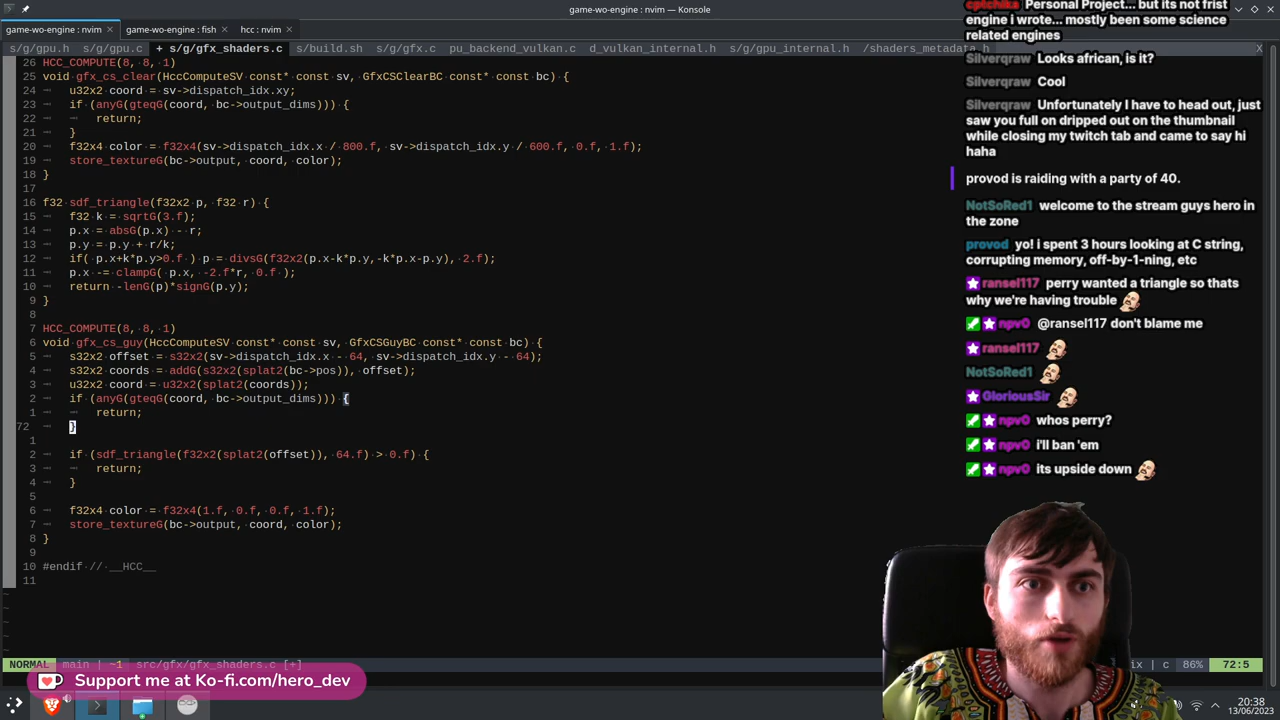 game-wo-engine : nvim — Konsole
game-wo-engine : nvim
game-wo-engine : fish
hcc : nvim
s/g/gpu.h s/g/gpu.c + s/g/gfx_shaders.c s/build.sh s/g/gfx.c pu_backend_vulkan.c d_vulkan_internal.h s/g/gpu_internal.h /shaders_metadata.h X
26 HCC_COMPUTE(8, 8, 1)
25 void gfx_cs_clear(HccComputeSV const* const sv, GfxCSClearBC const* const bc) {
24 u32x2 coord = sv->dispatch_idx.xy;
23 if (anyG(gteqG(coord, bc->output_dims))) {
22 return;
21 }
20 f32x4 color = f32x4(sv->dispatch_idx.x / 800.f, sv->dispatch_idx.y / 600.f, 0.f, 1.f);
19 store_textureG(bc->output, coord, color);
18 }
17
16 f32 sdf_triangle(f32x2 p, f32 r) {
15 f32 k = sqrtG(3.f);
14 p.x = absG(p.x) - r;
13 p.y = p.y + r/k;
12 if( p.x+k*p.y>0.f ) p = divsG(f32x2(p.x-k*p.y,-k*p.x-p.y), 2.f);
11 p.x -= clampG( p.x, -2.f*r, 0.f );
10 return -lenG(p)*signG(p.y);
9 }
8
7 HCC_COMPUTE(8, 8, 1)
6 void gfx_cs_guy(HccComputeSV const* const sv, GfxCSGuyBC const* const bc) {
5 s32x2 offset = s32x2(sv->dispatch_idx.x - 64, sv->dispatch_idx.y - 64);
4 s32x2 coords = addG(s32x2(splat2(bc->pos)), offset);
3 u32x2 coord = u32x2(splat2(coords));
2 if (anyG(gteqG(coord, bc->output_dims))) {
1 return;
72 }
1
2 if (sdf_triangle(f32x2(splat2(offset)), 64.f) > 0.f) {
3 return;
4 }
5
6 f32x4 color = f32x4(1.f, 0.f, 0.f, 1.f);
7 store_textureG(bc->output, coord, color);
8 }
9
10 #endif // __HCC__
11
NORMAL main | ~1 src/gfx/gfx_shaders.c [+] ix | c 86% 72:5
Support me at Ko-fi.com/hero_dev
20:38
13/06/2023
cptchika Personal Project... but its not frist
engine i wrote... mostly been some science
related engines
Silverqraw Looks african, is it?
Silverqraw Cool
Silverqraw Unfortunately I have to head out, just
saw you full on dripped out on the thumbnail
while closing my twitch tab and came to say hi
haha
provod is raiding with a party of 40.
NotSoRed1 welcome to the stream guys hero in
the zone
provod yo! i spent 3 hours looking at C string,
corrupting memory, off-by-1-ning, etc
ransel117 perry wanted a triangle so thats
why we're having trouble
npv0 @ransel117 don't blame me
ransel117
NotSoRed1
GloriousSir
npv0 whos perry?
npv0 i'll ban 'em
npv0 its upside down